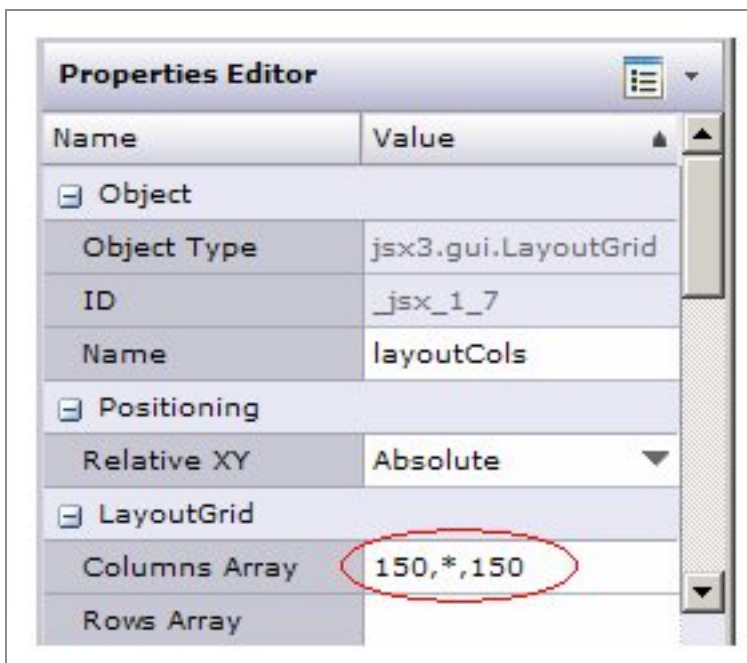 Properties Editor
Name Value
Object
Object Type jsx3.gui.LayoutGrid
ID _jsx_1_7
Name layoutCols
Positioning
Relative XY Absolute
LayoutGrid
Columns Array 150,*,150
Rows Array